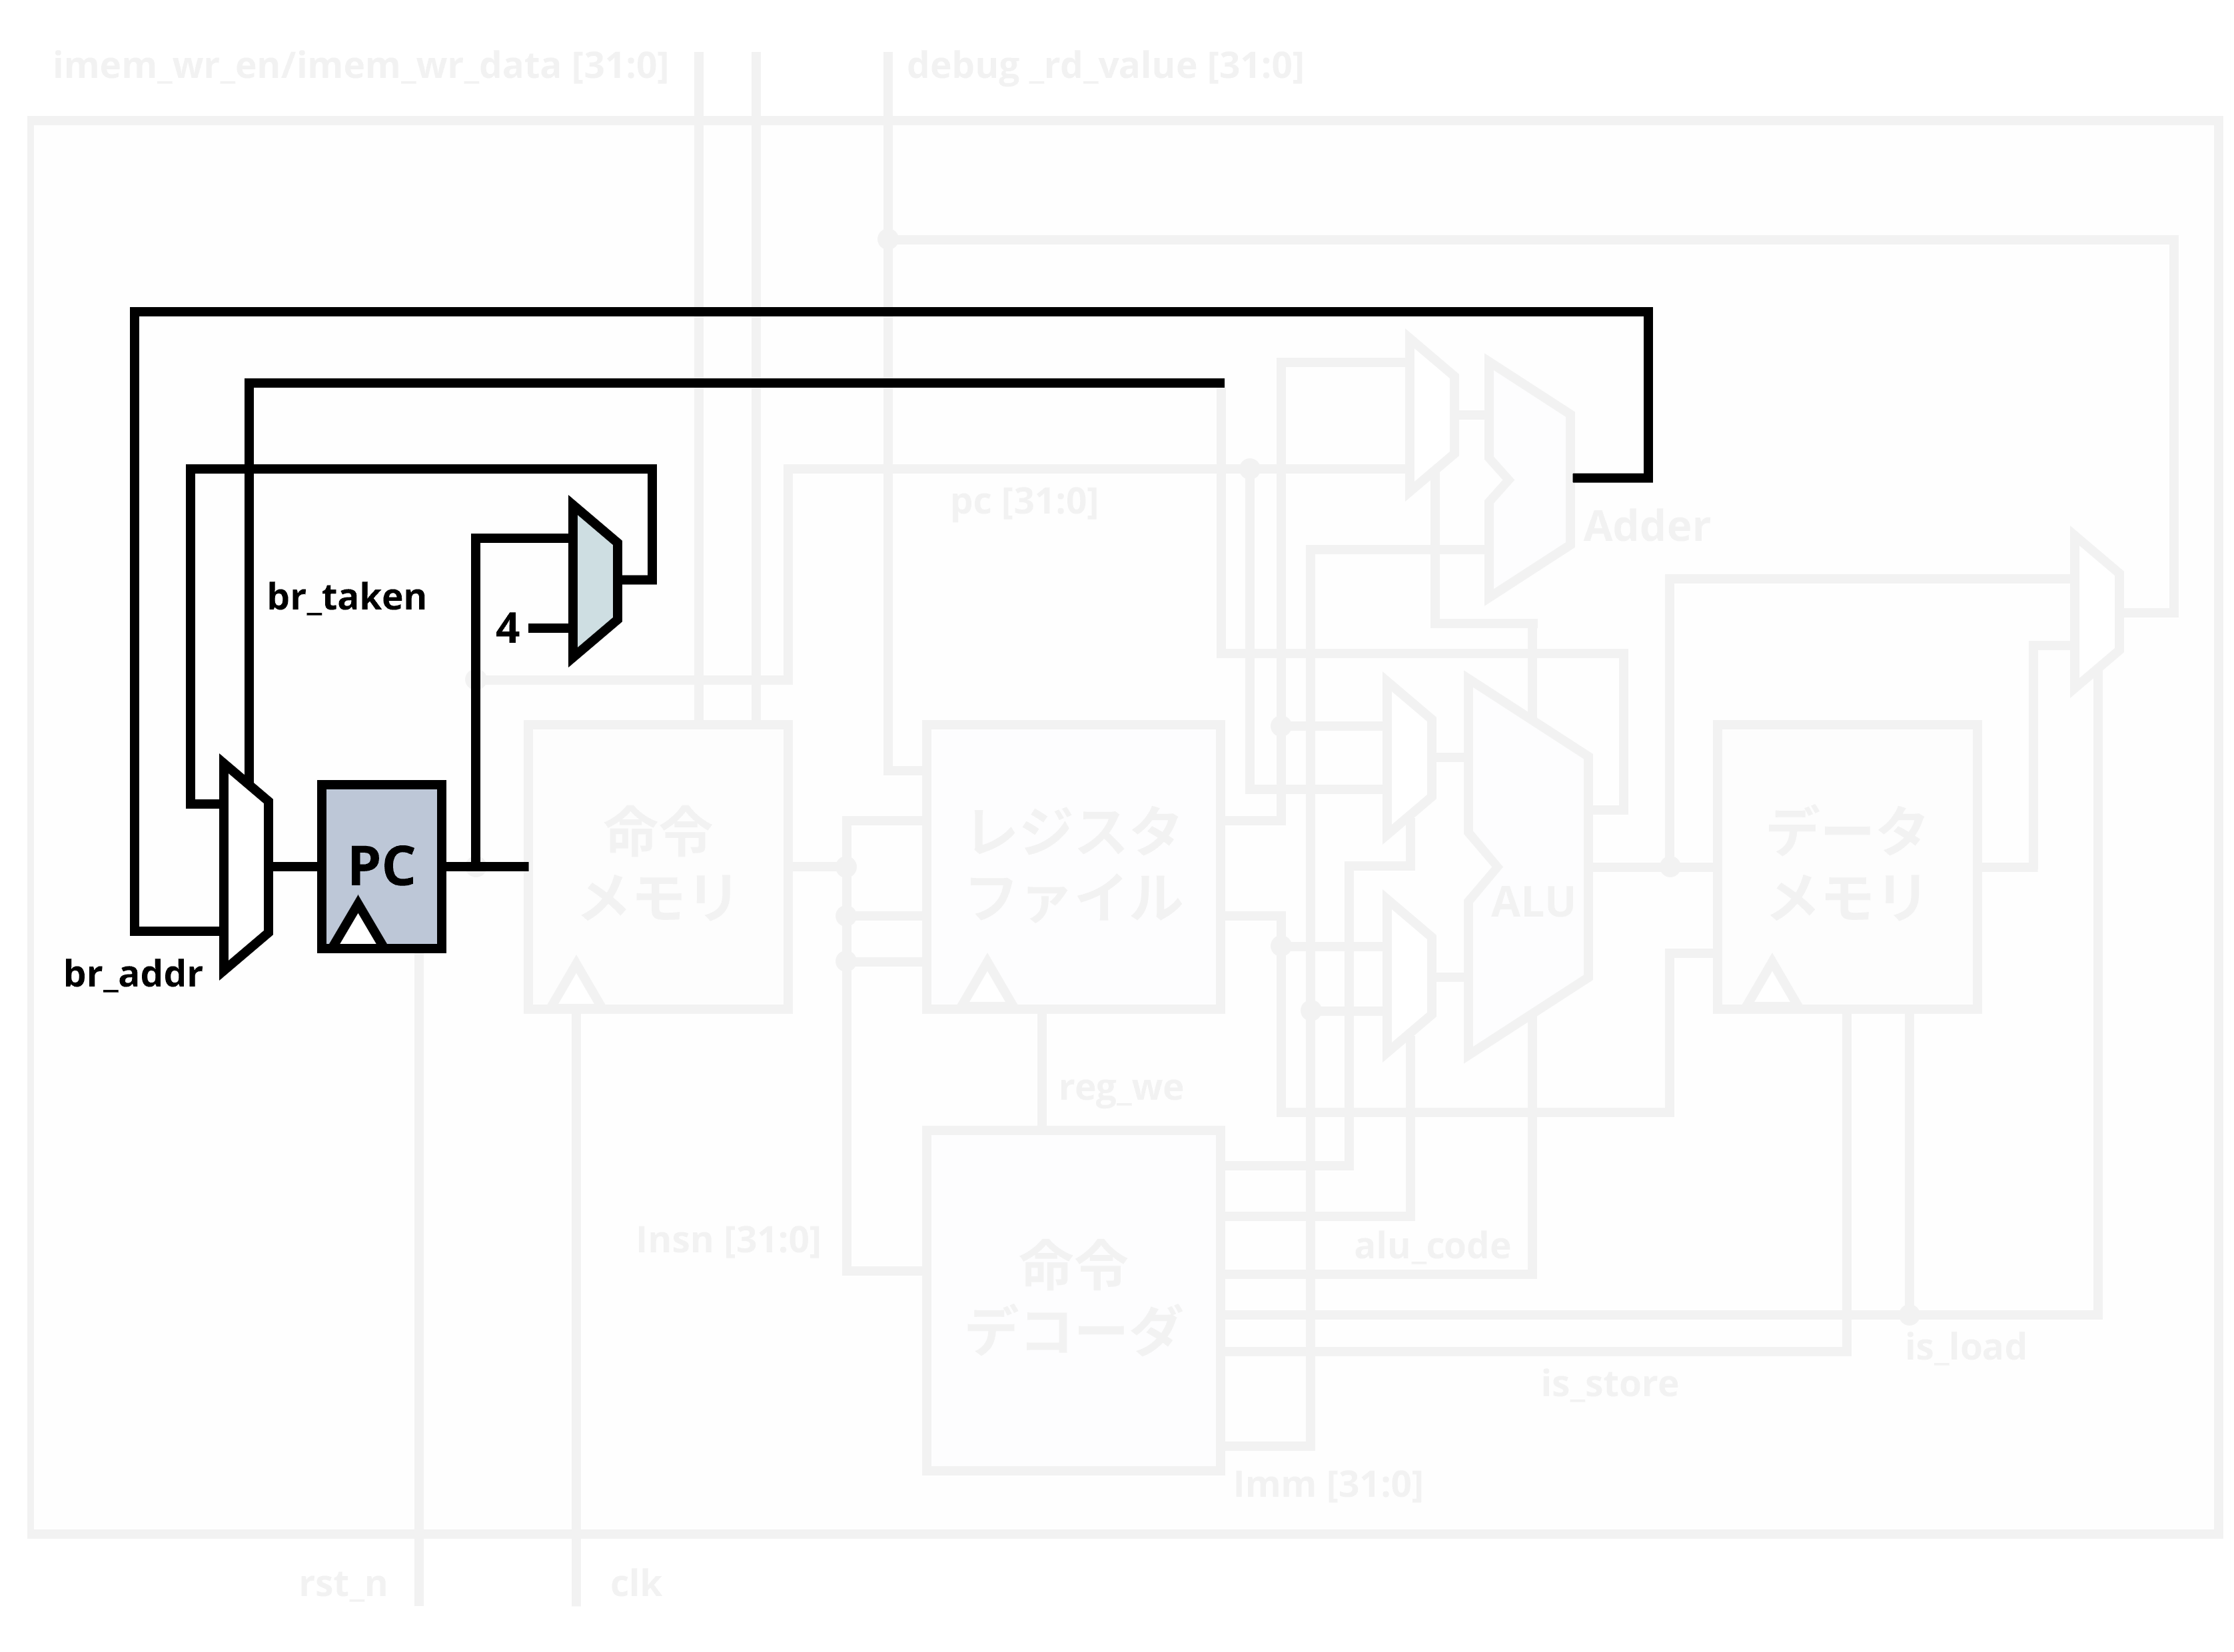 imem_wr_en/imem_wr_data [31:0]
debug_rd_value [31:0]
pc [31:0]
Adder
br_taken
4
PC
命令
メモリ
レジスタ
ファイル
ALU
データ
メモリ
br_addr
reg_we
Insn [31:0]
alu_code
命令
デコーダ
is_load
is_store
Imm [31:0]
rst_n
clk